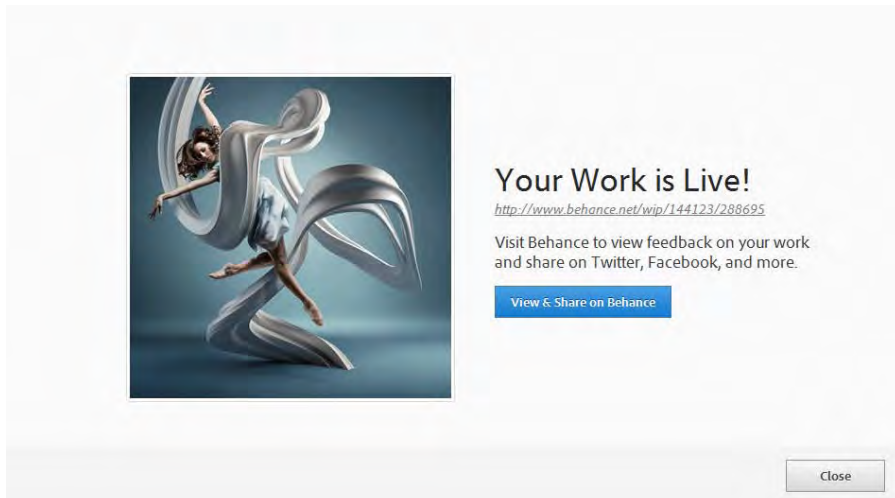 Your Work is Live!
http://www.behance.net/wip/144123/288695
Visit Behance to view feedback on your work
and share on Twitter, Facebook, and more.
View & Share on Behance
Close